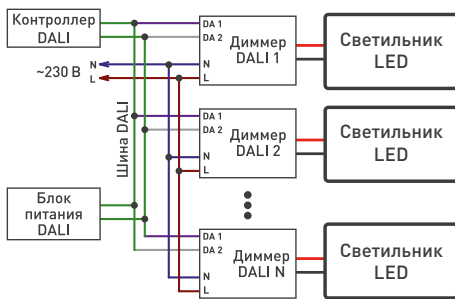 Контроллер
DALI
DA 1
DA 2
N
L
Диммер
DALI 1
Светильник
LED
N
~230 В
L
Шина DALI
DA 1
DA 2
N
L
Диммер
DALI 2
Светильник
LED
Блок
питания
DALI
DA 1
DA 2
N
L
Диммер
DALI N
Светильник
LED